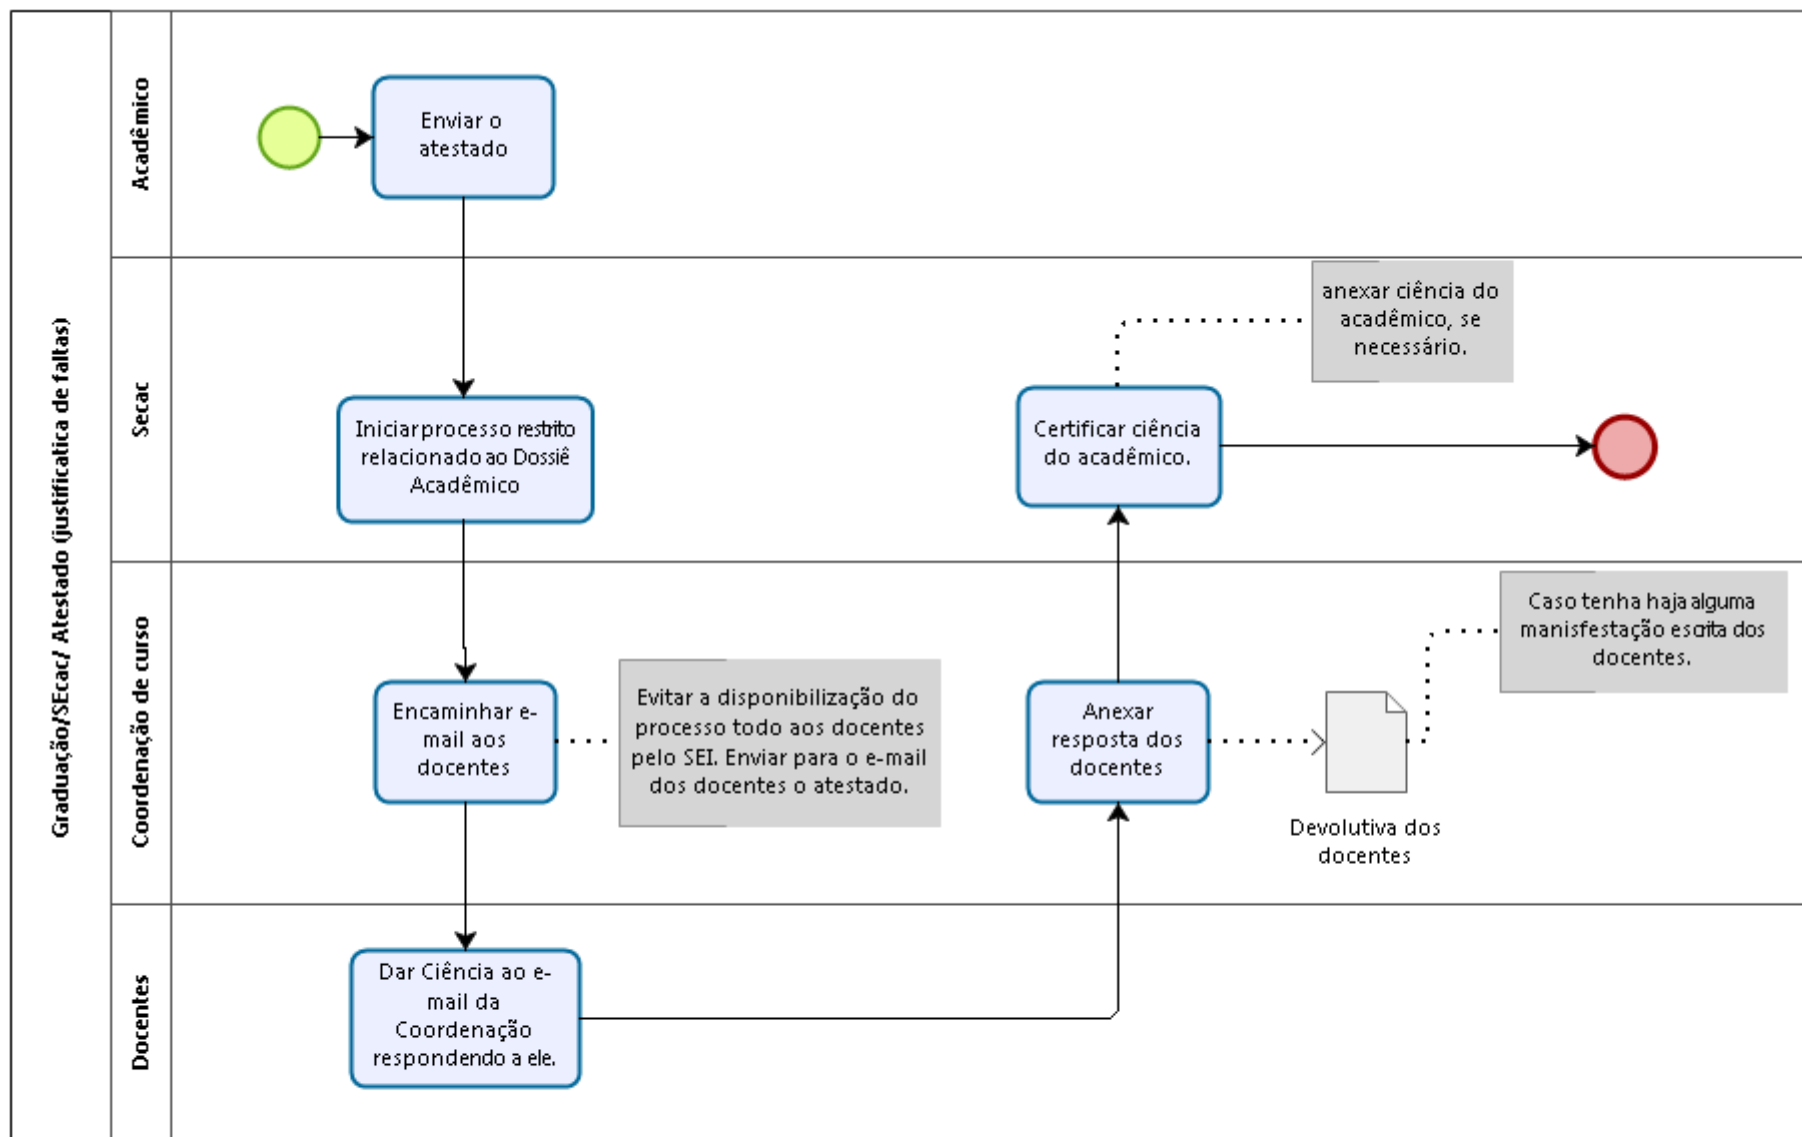 Graduação/SEcac/ Atestado (justificatica de faltas)
Acadêmico
Enviar o
atestado
Secac
Iniciar processo restrito
relacionado ao Dossiê
Acadêmico
Certificar ciência
do acadêmico.
anexar ciência do
acadêmico, se
necessário.
Coordenação de curso
Encaminhar e-
mail aos
docentes
Evitar a disponibilização do
processo todo aos docentes
pelo SEI. Enviar para o e-mail
dos docentes o atestado.
Anexar
resposta dos
docentes
Devolutiva dos
docentes
Caso tenha haja alguma
manisfestação escrita dos
docentes.
Docentes
Dar Ciência ao e-
mail da
Coordenação
respondendo a ele.